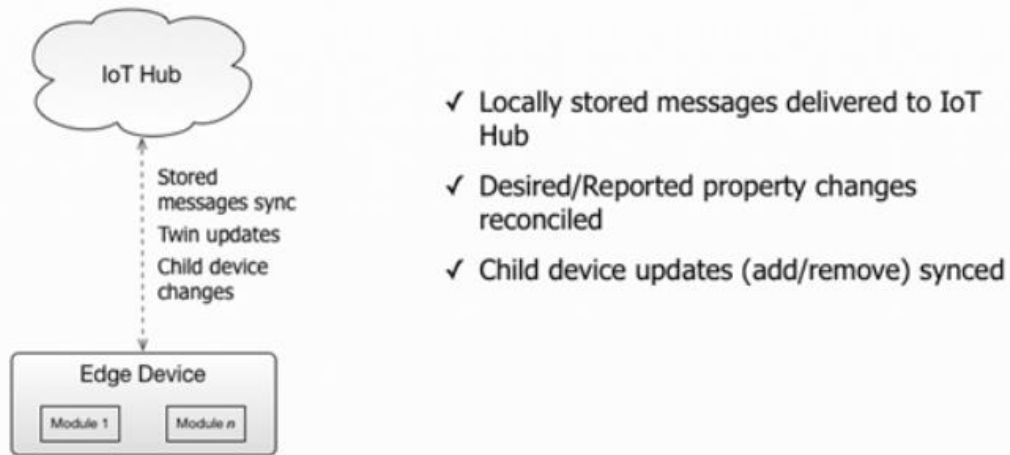 IoT Hub
Stored
messages sync
Twin updates
Child device
changes
Edge Device
Module 1
Module n
✓ Locally stored messages delivered to IoT
Hub
✓ Desired/Reported property changes
reconciled
✓ Child device updates (add/remove) synced